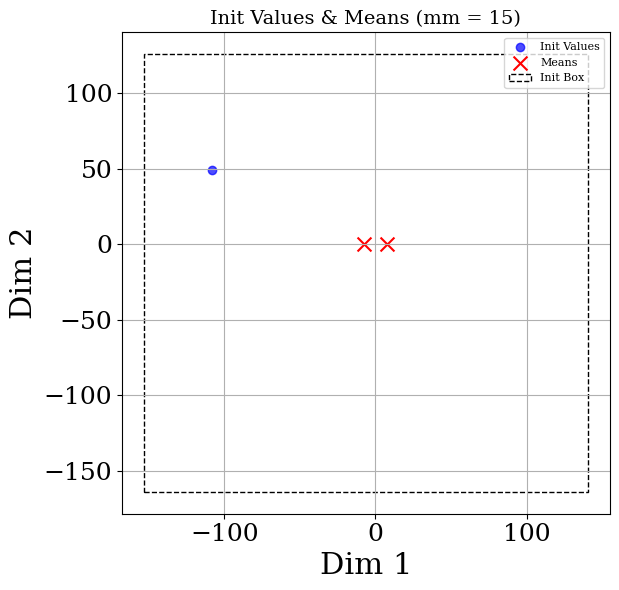 Init Values & Means (mm = 15)
Init Values
Means
Init Box
100
50
0
−50
−100
−150
Dim 2
−100 0 100
Dim 1